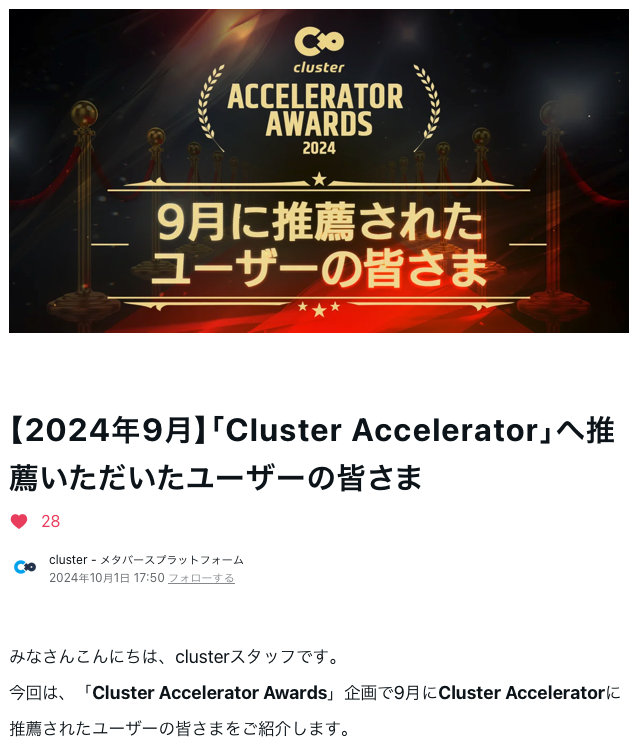 cluster
ACCELERATOR
AWARDS
2024
9月に推薦された
ユーザーの皆さま
【2024年9月】「Cluster Accelerator」へ推
薦いただいたユーザーの皆さま
28
cluster - メタバースプラットフォーム
2024年10月1日 17:50 フォローする
みなさんこんにちは、clusterスタッフです。
今回は、「Cluster Accelerator Awards」企画で9月にCluster Acceleratorに
推薦されたユーザーの皆さまをご紹介します。